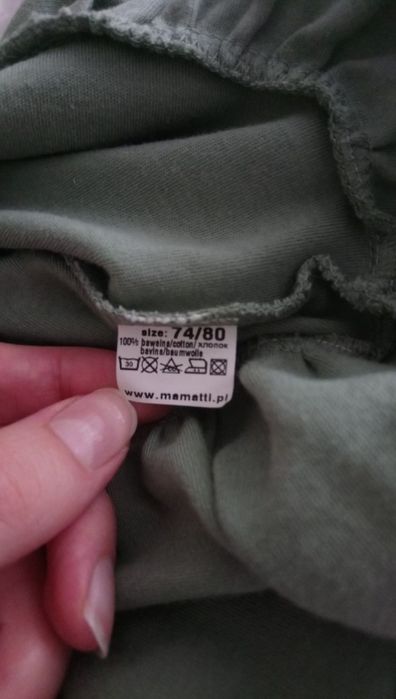 size: 74/80
100% bawełna/cotton/ хлопок
bavlna/baumwolle
30
www.mamatti.pl